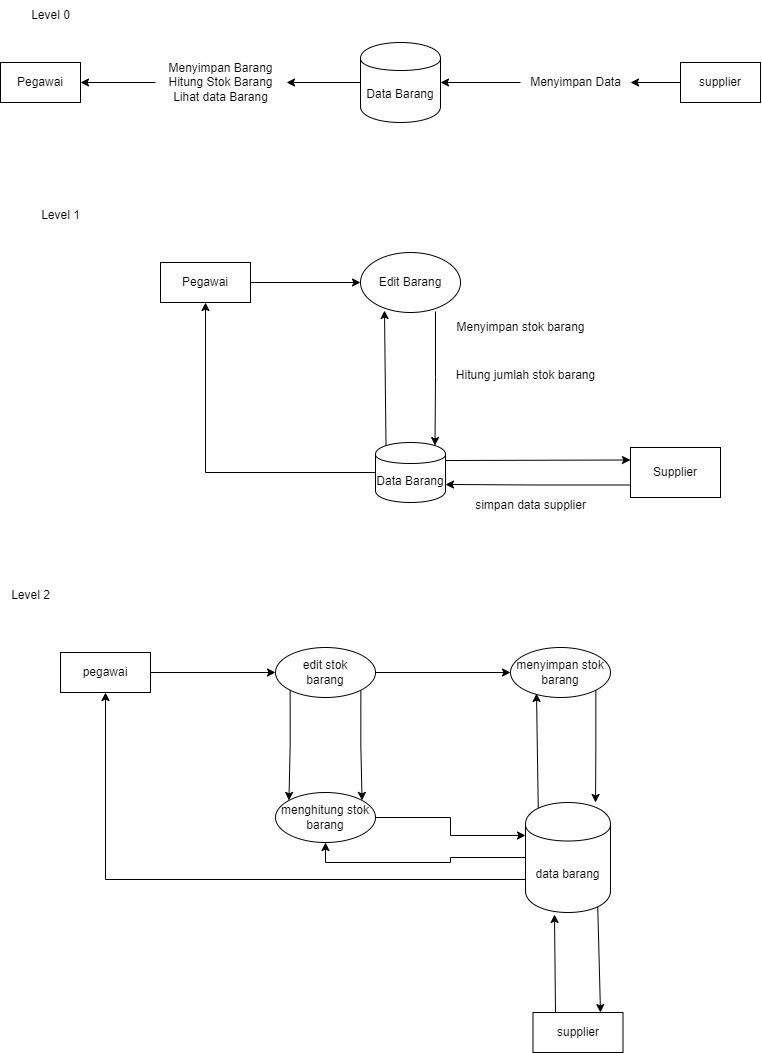 Level 0
Pegawai
Menyimpan Barang
Hitung Stok Barang
Lihat data Barang
Data Barang
Menyimpan Data
supplier
Level 1
Pegawai
Edit Barang
Menyimpan stok barang
Hitung jumlah stok barang
Data Barang
Supplier
simpan data supplier
Level 2
pegawai
edit stok
barang
menyimpan stok
barang
menghitung stok
barang
data barang
supplier